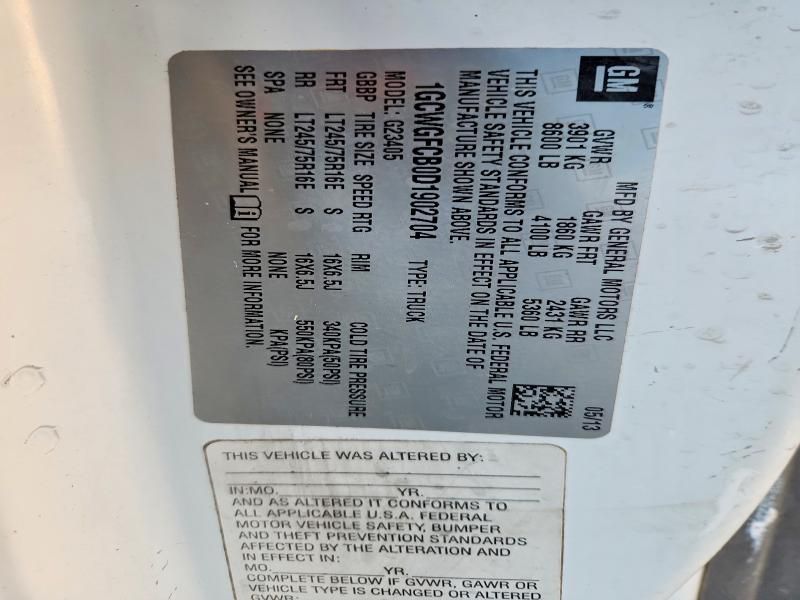 GM
MFD BY GENERAL MOTORS LLC 05/13
GVWR GAWR FRT GAWR RR
3901 KG 1860 KG 2431 KG
8600 LB 4100 LB 5360 LB
THIS VEHICLE CONFORMS TO ALL APPLICABLE U.S. FEDERAL MOTOR
VEHICLE SAFETY STANDARDS IN EFFECT ON THE DATE OF
MANUFACTURE SHOWN ABOVE.
1GCWGFCB0D1902704 TYPE: TRUCK
MODEL: G23405
GBBP TIRE SIZE SPEED RTG RIM COLD TIRE PRESSURE
FRT LT245/75R16E S 16X6.5J 340KPA(50PSI)
RR LT245/75R16E S 16X6.5J 550KPA(80PSI)
SPA NONE NONE KPA(PSI)
SEE OWNER'S MANUAL FOR MORE INFORMATION.
THIS VEHICLE WAS ALTERED BY:
IN:MO. YR.
AND AS ALTERED IT CONFORMS TO
ALL APPLICABLE U.S.A. FEDERAL
MOTOR VEHICLE SAFETY, BUMPER
AND THEFT PREVENTION STANDARDS
AFFECTED BY THE ALTERATION AND
IN EFFECT IN:
MO. YR.
COMPLETE BELOW IF GVWR, GAWR OR
VEHICLE TYPE IS CHANGED OR ALTERED
GVWR: